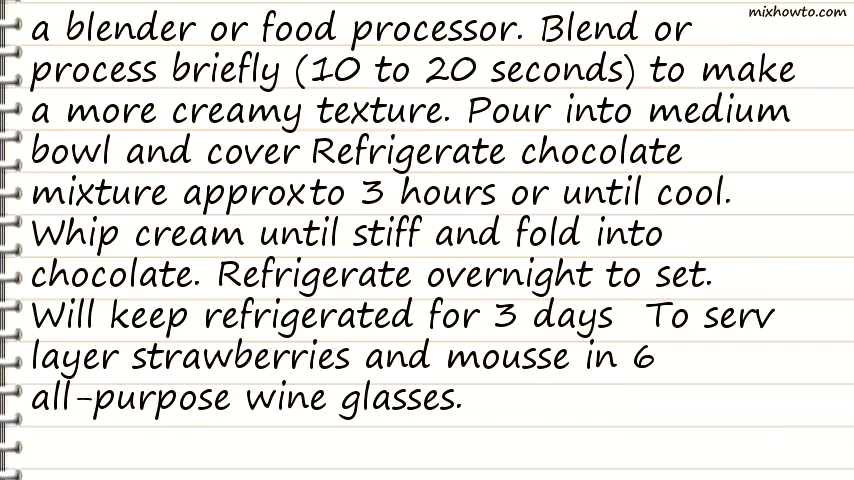 mixhowto.com
a blender or food processor. Blend or
process briefly (10 to 20 seconds) to make
a more creamy texture. Pour into medium
bowl and cover Refrigerate chocolate
mixture approxto 3 hours or until cool.
Whip cream until stiff and fold into
chocolate. Refrigerate overnight to set.
Will keep refrigerated for 3 days  To serv
layer strawberries and mousse in 6
all-purpose wine glasses.